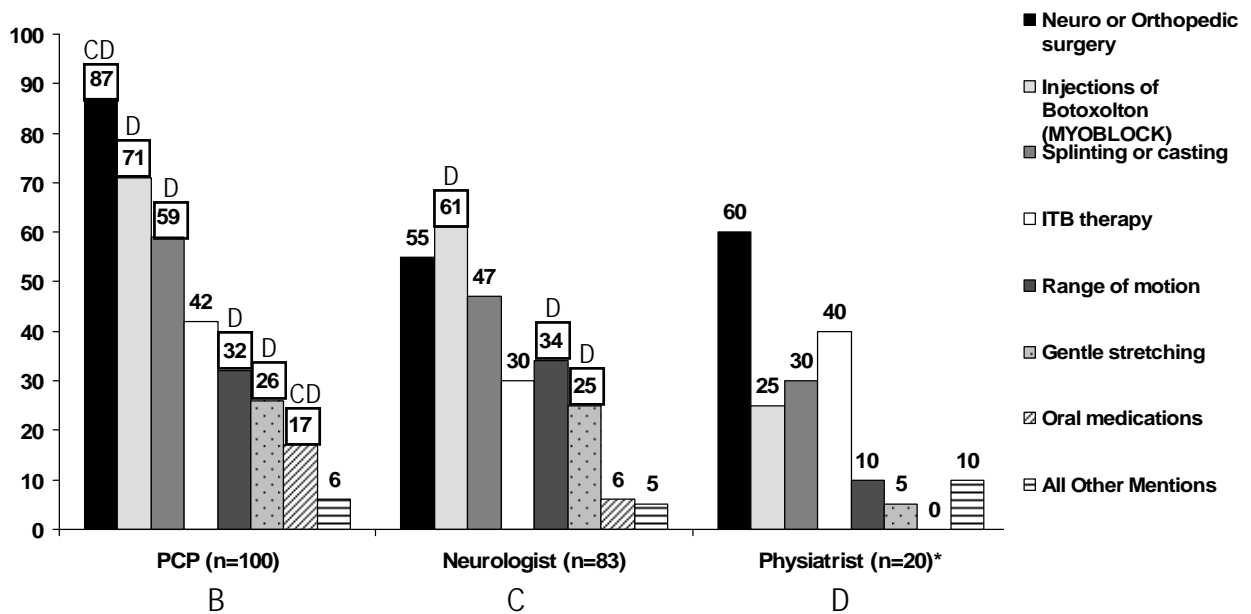 100
90
80
70
60
50
40
30
20
10
0
CD
87
D
71
D
59
42
D
32
D
26
CD
17
6
55
D
61
47
30
D
34
D
25
6
5
60
25
30
40
10
5
0
10
PCP (n=100)
Neurologist (n=83)
Physiatrist (n=20)*
B
C
D
Neuro or Orthopedic
surgery
Injections of
Botoxolton
(MYOBLOCK)
Splinting or casting
ITB therapy
Range of motion
Gentle stretching
Oral medications
All Other Mentions